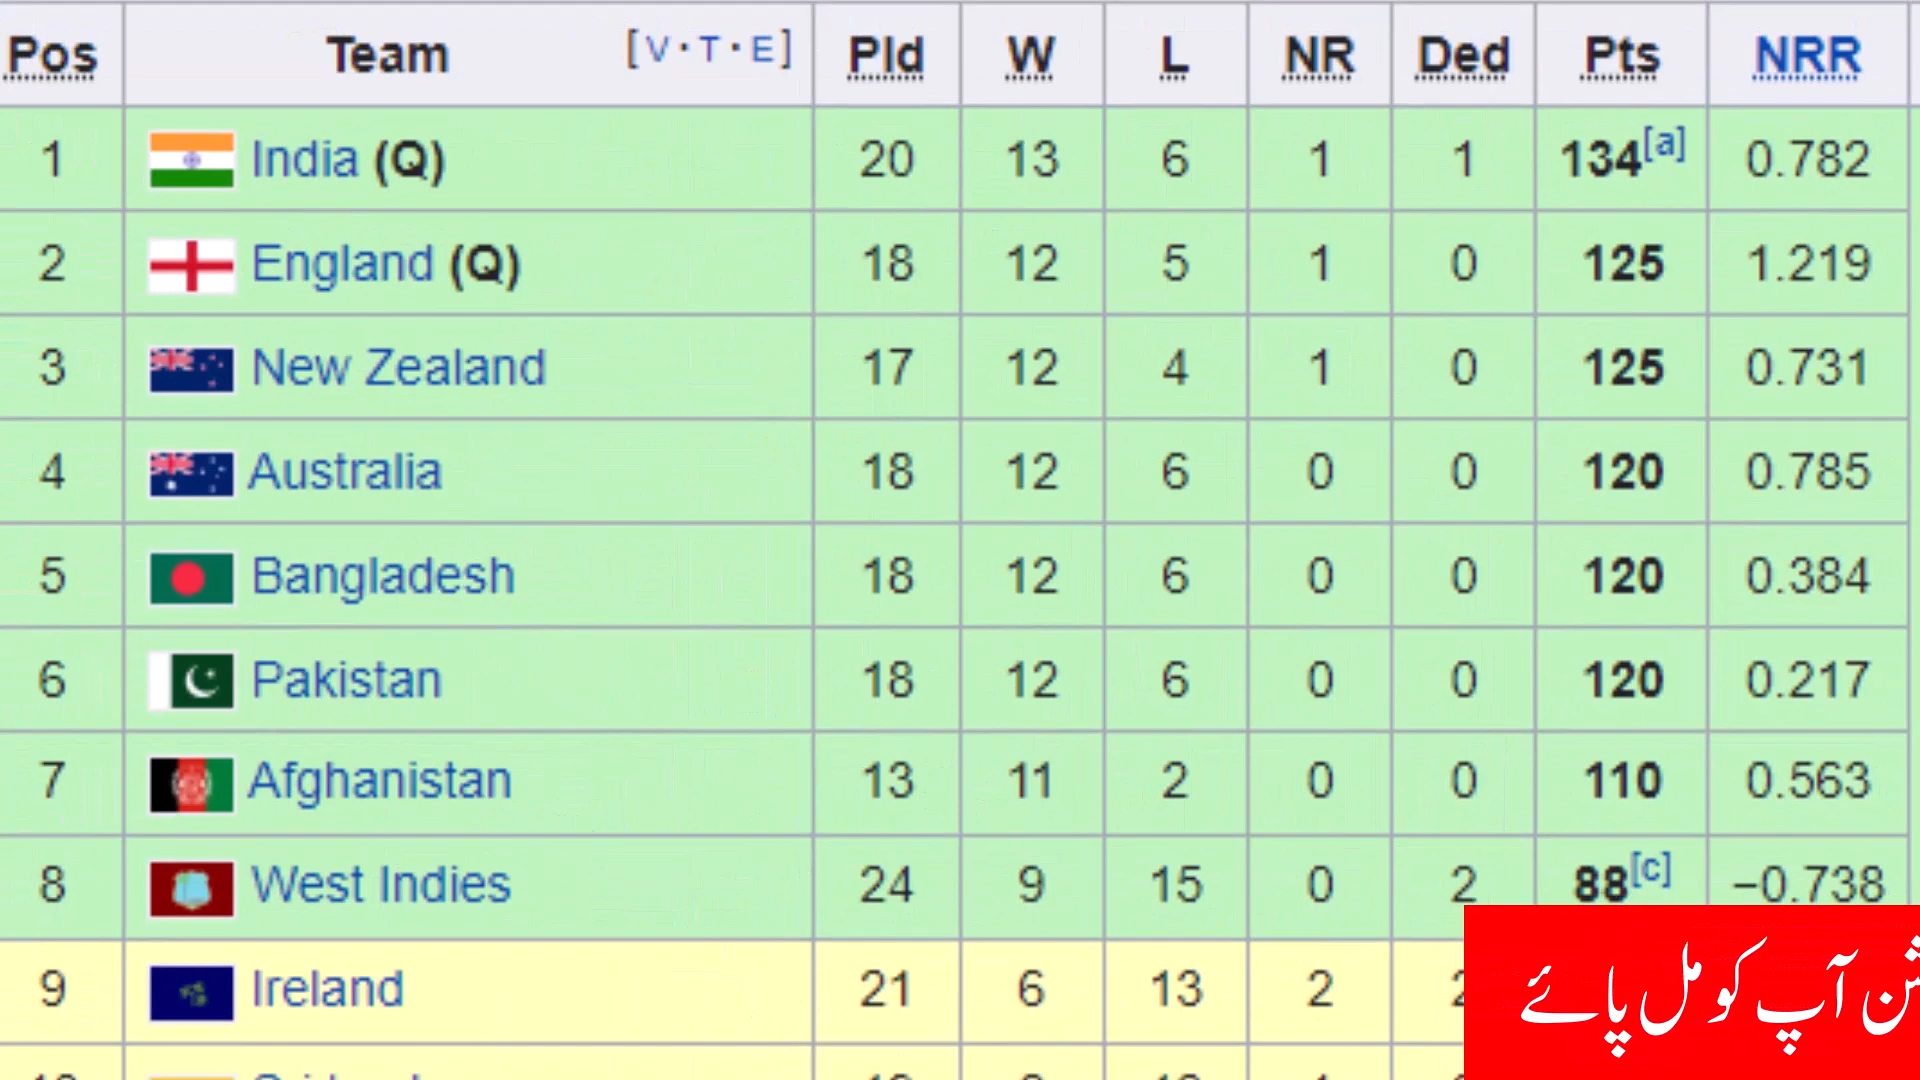 Pos Team [V·T·E] Pld W L NR Ded Pts NRR
1 India (Q) 20 13 6 1 1 134[a] 0.782
2 England (Q) 18 12 5 1 0 125 1.219
3 New Zealand 17 12 4 1 0 125 0.731
4 Australia 18 12 6 0 0 120 0.785
5 Bangladesh 18 12 6 0 0 120 0.384
6 Pakistan 18 12 6 0 0 120 0.217
7 Afghanistan 13 11 2 0 0 110 0.563
8 West Indies 24 9 15 0 2 88[c] −0.738
9 Ireland 21 6 13 2 2
آپ کو مل پائے